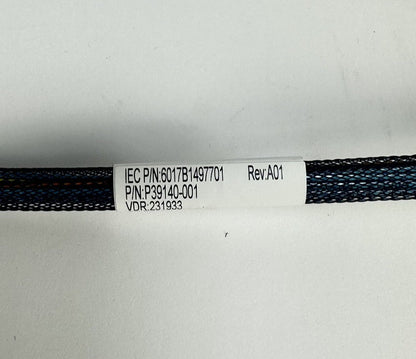 IEC P/N:6017B1497701 Rev:A01
P/N:P39140-001
VDR:231933